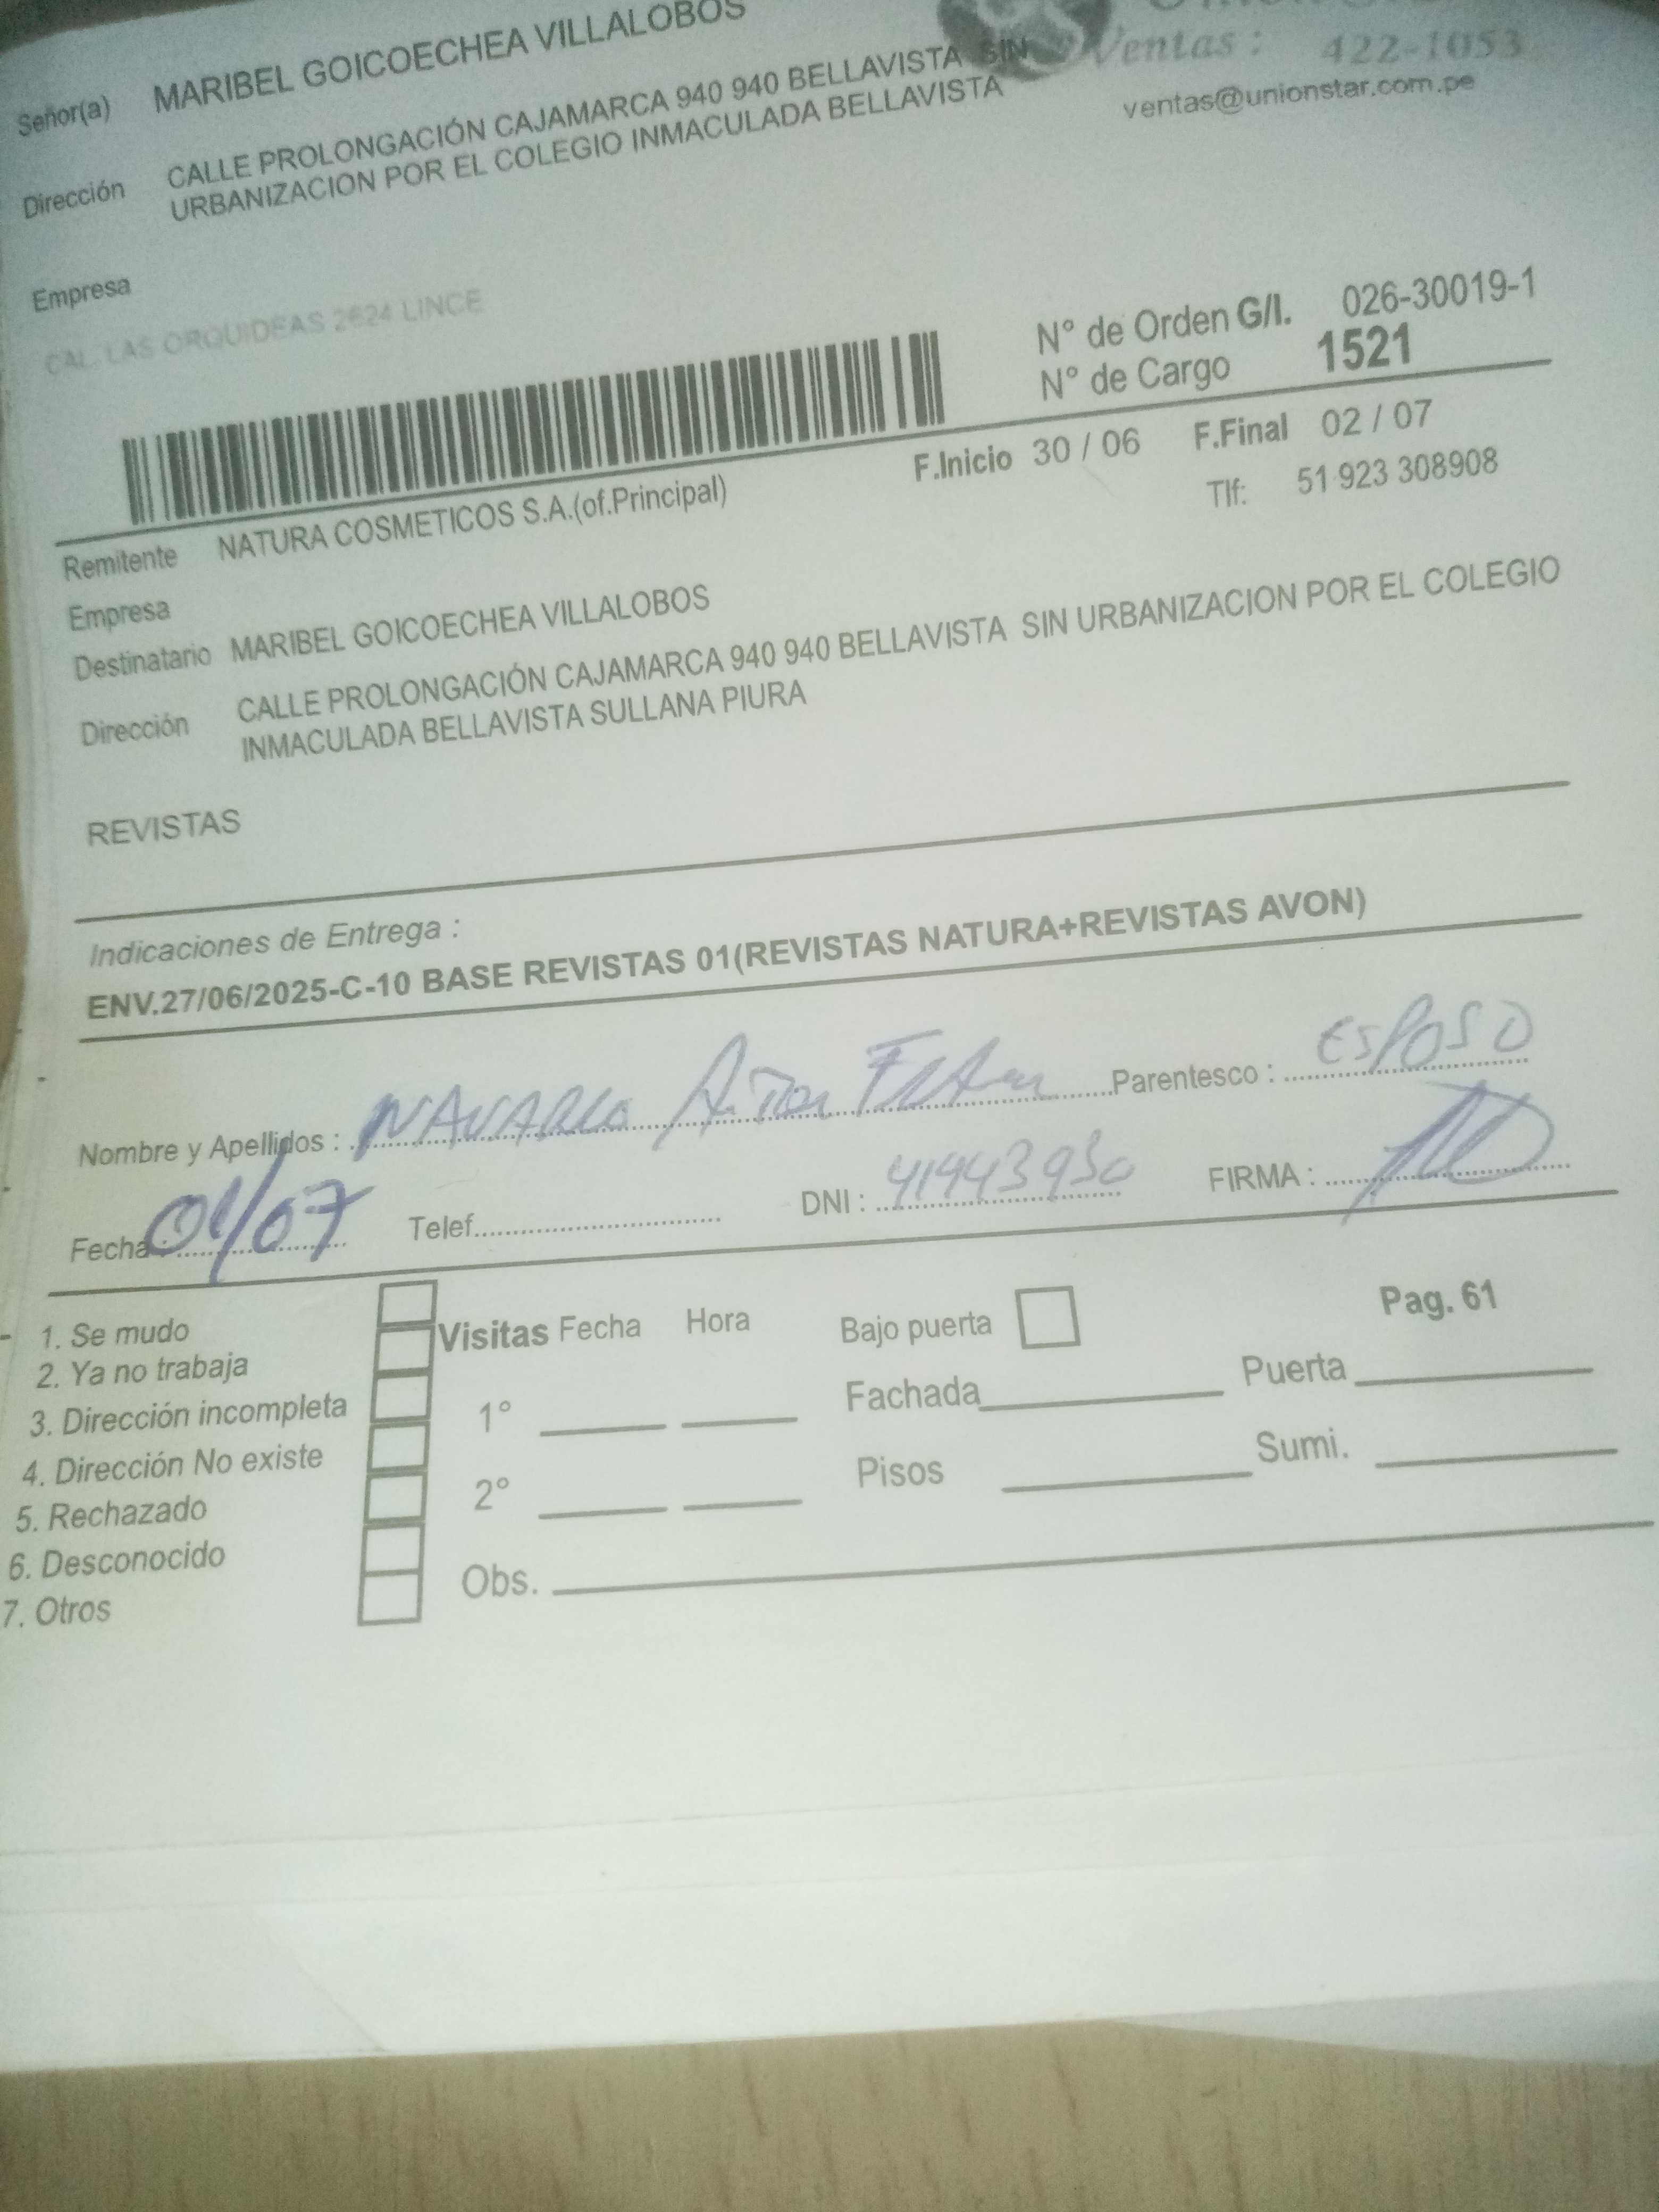 Señor(a) MARIBEL GOICOECHEA VILLALOBOS
Ventas : 422-1053
ventas@unionstar.com.pe
Dirección CALLE PROLONGACIÓN CAJAMARCA 940 940 BELLAVISTA SIN
URBANIZACION POR EL COLEGIO INMACULADA BELLAVISTA
Empresa
CAL. LAS ORQUIDEAS 2624 LINCE
N° de Orden G/I. 026-30019-1
N° de Cargo 1521
F.Inicio 30 / 06 F.Final 02 / 07
Remitente NATURA COSMETICOS S.A.(of.Principal) Tlf: 51 923 308908
Empresa
Destinatario MARIBEL GOICOECHEA VILLALOBOS
Dirección CALLE PROLONGACIÓN CAJAMARCA 940 940 BELLAVISTA SIN URBANIZACION POR EL COLEGIO
INMACULADA BELLAVISTA SULLANA PIURA
REVISTAS
Indicaciones de Entrega :
ENV.27/06/2025-C-10 BASE REVISTAS 01(REVISTAS NATURA+REVISTAS AVON)
Nombre y Apellidos : NAVARRO Parentesco : ESPOSO
Fecha : 01/07 Telef. DNI : 41943930 FIRMA :
1. Se mudo
2. Ya no trabaja
3. Dirección incompleta
4. Dirección No existe
5. Rechazado
6. Desconocido
7. Otros
Visitas Fecha Hora
1°
2°
Obs.
Bajo puerta Pag. 61
Fachada Puerta
Pisos Sumi.